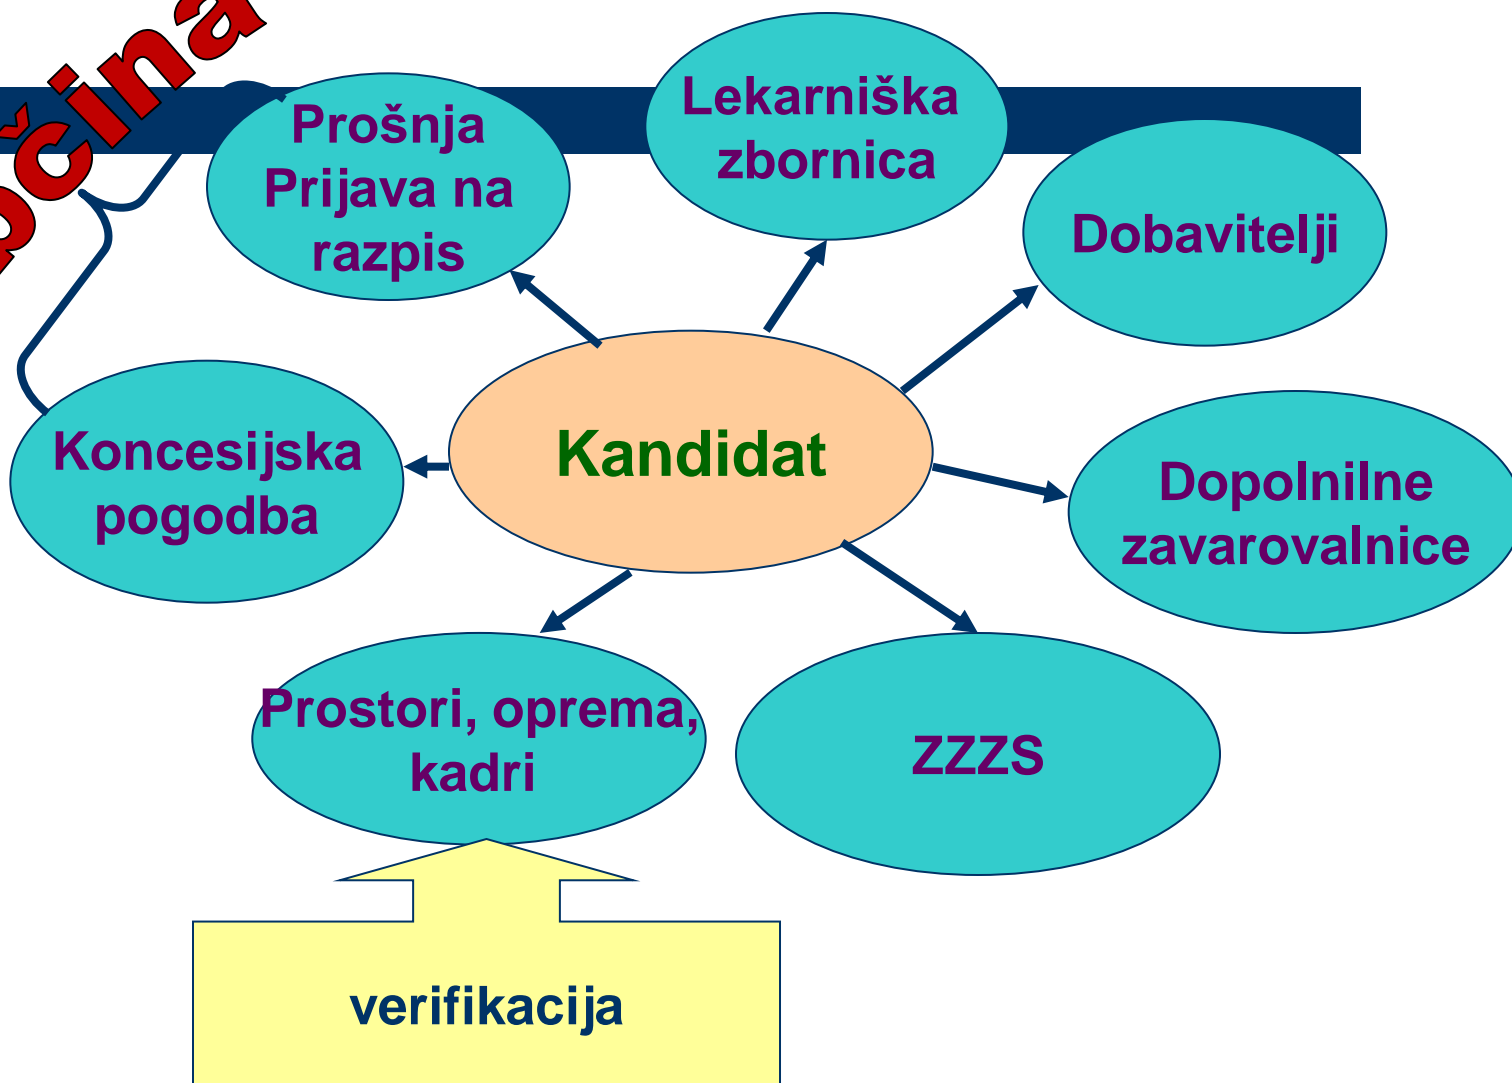 Prošnja
Prijava na
razpis
Lekarniška
zbornica
Dobavitelji
Kandidat
Koncesijska
pogodba
Dopolnilne
zavarovalnice
Prostori, oprema,
kadri
ZZZS
verifikacija